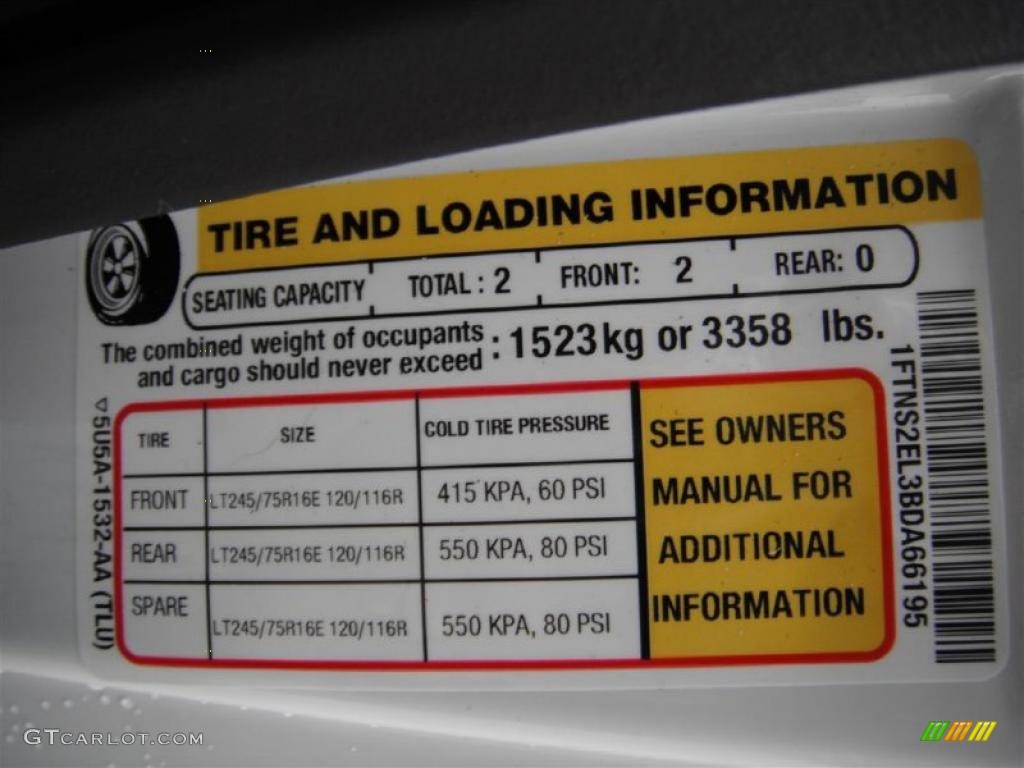 TIRE AND LOADING INFORMATION
SEATING CAPACITY TOTAL : 2 FRONT: 2 REAR: 0
The combined weight of occupants
and cargo should never exceed : 1523 kg or 3358 lbs.
TIRE SIZE COLD TIRE PRESSURE
FRONT LT245/75R16E 120/116R 415 KPA, 60 PSI
REAR LT245/75R16E 120/116R 550 KPA, 80 PSI
SPARE LT245/75R16E 120/116R 550 KPA, 80 PSI
SEE OWNERS
MANUAL FOR
ADDITIONAL
INFORMATION
5U5A-1532-AA (TLU)
1FTNS2EL3BDA66195
GTCARLOT.COM